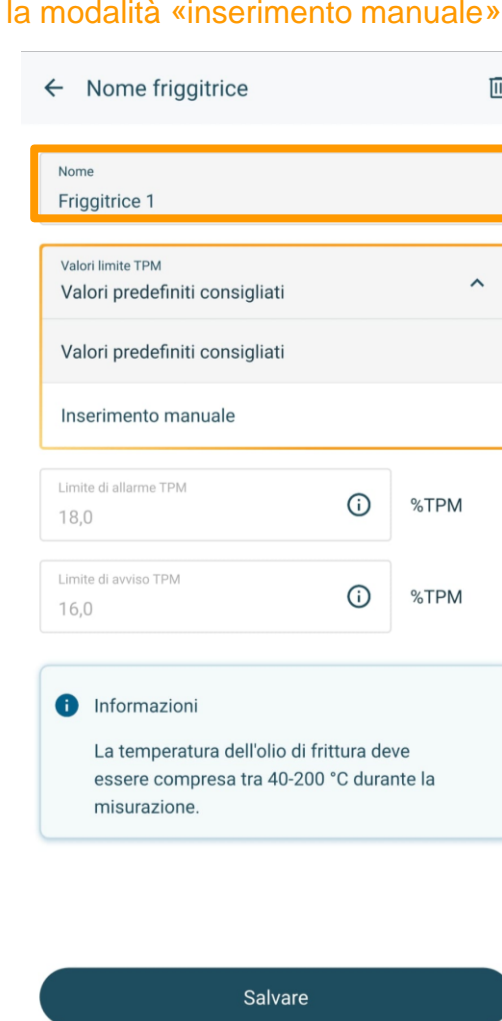 la modalità «inserimento manuale»
Nome friggitrice
Nome
Friggitrice 1
Valori limite TPM
Valori predefiniti consigliati
Valori predefiniti consigliati
Inserimento manuale
Limite di allarme TPM
18,0
%TPM
Limite di avviso TPM
16,0
%TPM
Informazioni
La temperatura dell'olio di frittura deve
essere compresa tra 40-200 °C durante la
misurazione.
Salvare